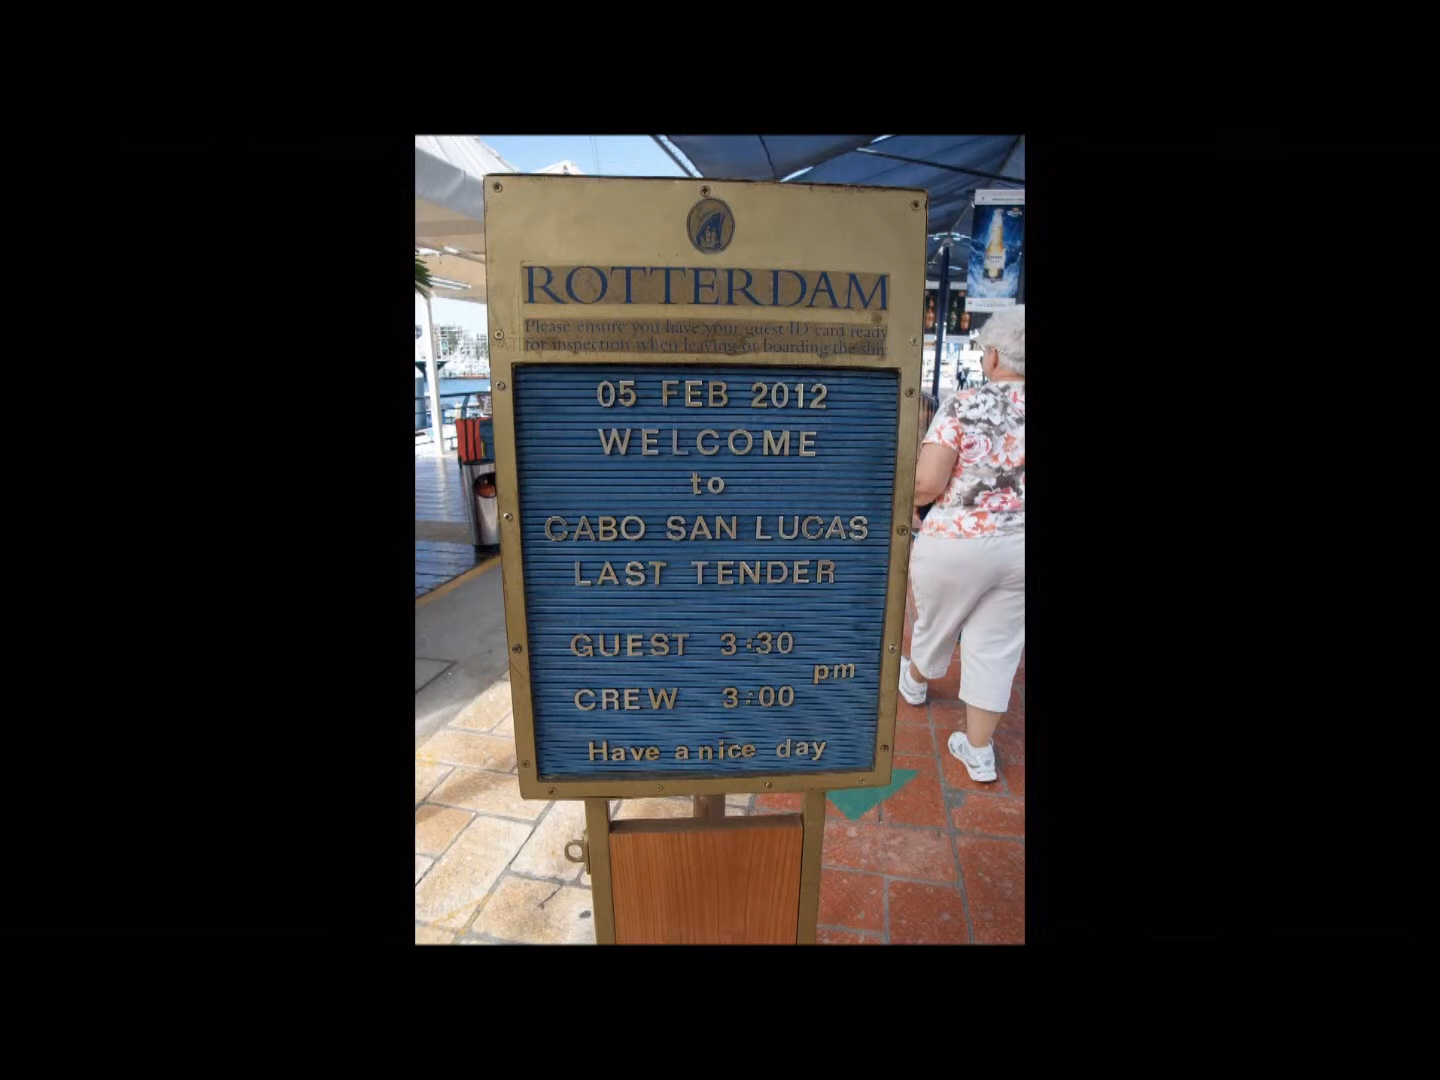 ROTTERDAM
Please ensure you have your guest ID card ready
for inspection when leaving or boarding the ship
05 FEB 2012
WELCOME
to
CABO SAN LUCAS
LAST TENDER
GUEST 3:30
pm
CREW 3:00
Have a nice day